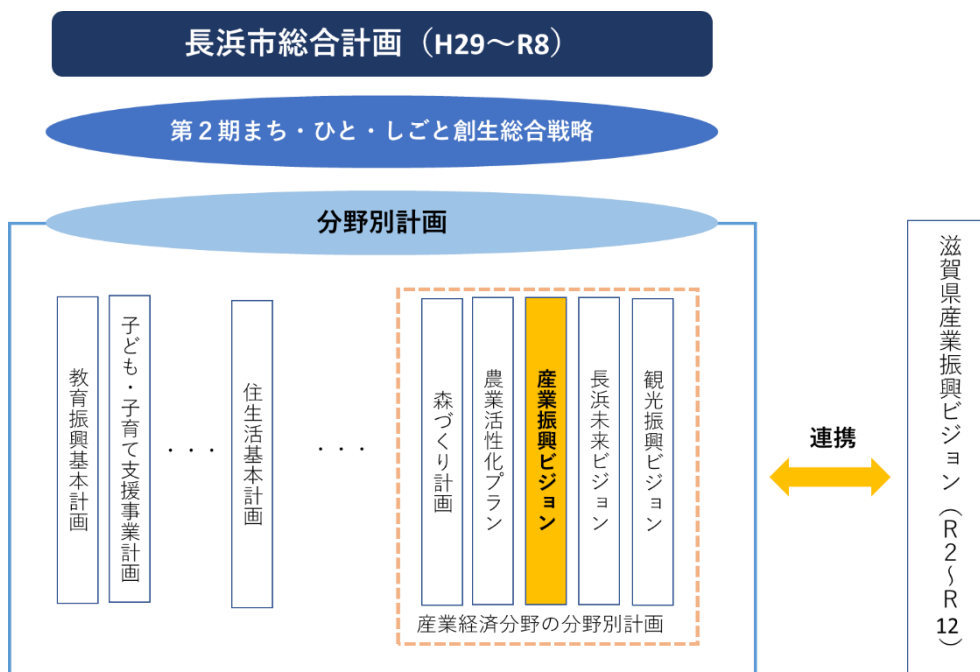 長浜市総合計画（H29～R8）
第２期まち・ひと・しごと創生総合戦略
分野別計画
教育振興基本計画
子ども・子育て支援事業計画
・・・
住生活基本計画
・・・
森づくり計画
農業活性化プラン
産業振興ビジョン
長浜未来ビジョン
観光振興ビジョン
産業経済分野の分野別計画
連携
滋賀県産業振興ビジョン（R２～R12）